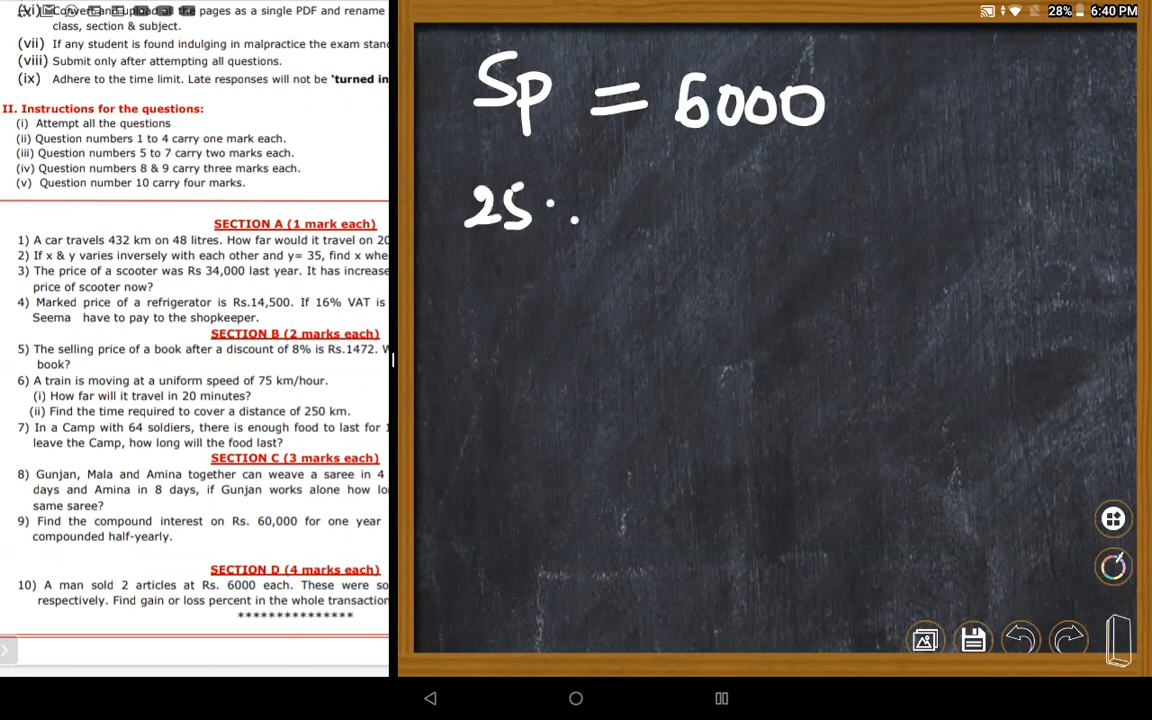 28% 6:40 PM
(vi) Convert and upload all the pages as a single PDF and rename
class, section & subject.
(vii) If any student is found indulging in malpractice the exam
(viii) Submit only after attempting all questions.
(ix) Adhere to the time limit. Late responses will not be 'turned in
II. Instructions for the questions:
(i) Attempt all the questions
(ii) Question numbers 1 to 4 carry one mark each.
(iii) Question numbers 5 to 7 carry two marks each.
(iv) Question numbers 8 & 9 carry three marks each.
(v) Question number 10 carry four marks.
SECTION A (1 mark each)
1) A car travels 432 km on 48 litres. How far would it travel on 20
2) If x & y varies inversely with each other and y= 35, find x
3) The price of a scooter was Rs 34,000 last year. It has
price of scooter now?
4) Marked price of a refrigerator is Rs.14,500. If 16% VAT is
Seema have to pay to the shopkeeper.
SECTION B (2 marks each)
5) The selling price of a book after a discount of 8% is Rs.1472.
book?
6) A train is moving at a uniform speed of 75 km/hour.
(i) How far will it travel in 20 minutes?
(ii) Find the time required to cover a distance of 250 km.
7) In a Camp with 64 soldiers, there is enough food to last for
leave the Camp, how long will the food last?
SECTION C (3 marks each)
8) Gunjan, Mala and Amina together can weave a saree in 4
days and Amina in 8 days, if Gunjan works alone how
same saree?
9) Find the compound interest on Rs. 60,000 for one year
compounded half-yearly.
SECTION D (4 marks each)
10) A man sold 2 articles at Rs. 6000 each. These were
respectively. Find gain or loss percent in the whole transaction
***************
Sp = 6000
25 ·.